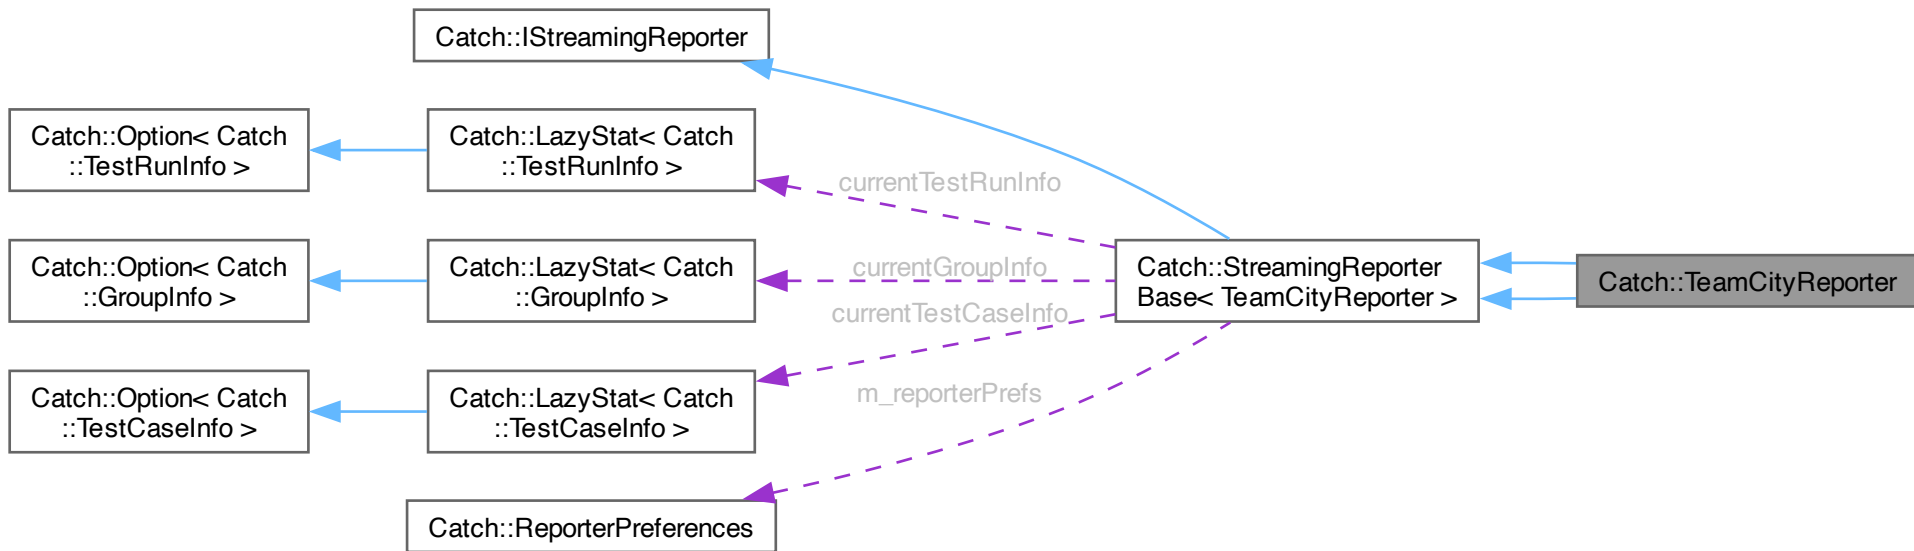 Catch::IStreamingReporter
Catch::Option< Catch
::TestRunInfo >
Catch::LazyStat< Catch
::TestRunInfo >
currentTestRunInfo
Catch::Option< Catch
::GroupInfo >
Catch::LazyStat< Catch
::GroupInfo >
currentGroupInfo
Catch::StreamingReporter
Base< TeamCityReporter >
Catch::TeamCityReporter
currentTestCaseInfo
Catch::Option< Catch
::TestCaseInfo >
Catch::LazyStat< Catch
::TestCaseInfo >
m_reporterPrefs
Catch::ReporterPreferences